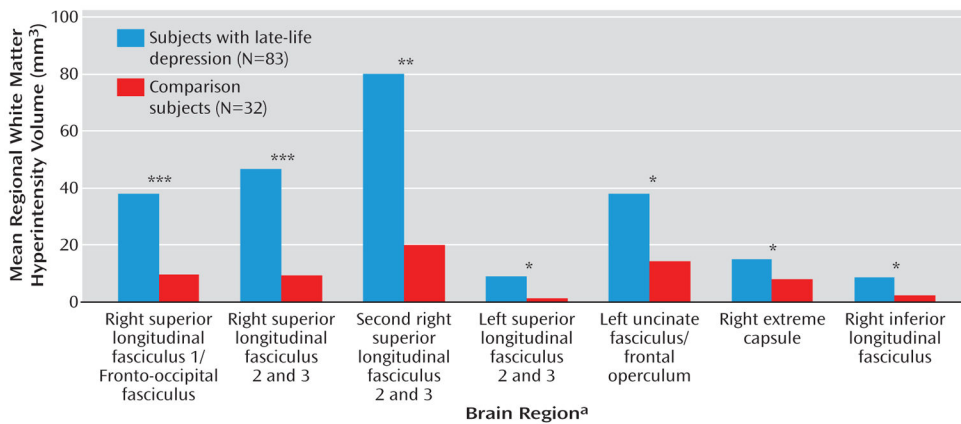 Mean Regional White Matter
Hyperintensity Volume (mm³)
100
80
60
40
20
0
Subjects with late-life
depression (N=83)
Comparison
subjects (N=32)
***
***
**
*
*
*
*
Right superior
longitudinal
fasciculus 1/
Fronto-occipital
fasciculus
Right superior
longitudinal
fasciculus
2 and 3
Second right
superior
longitudinal
fasciculus
2 and 3
Left superior
longitudinal
fasciculus
2 and 3
Left uncinate
fasciculus/
frontal
operculum
Right extreme
capsule
Right inferior
longitudinal
fasciculus
Brain Regionᵃ